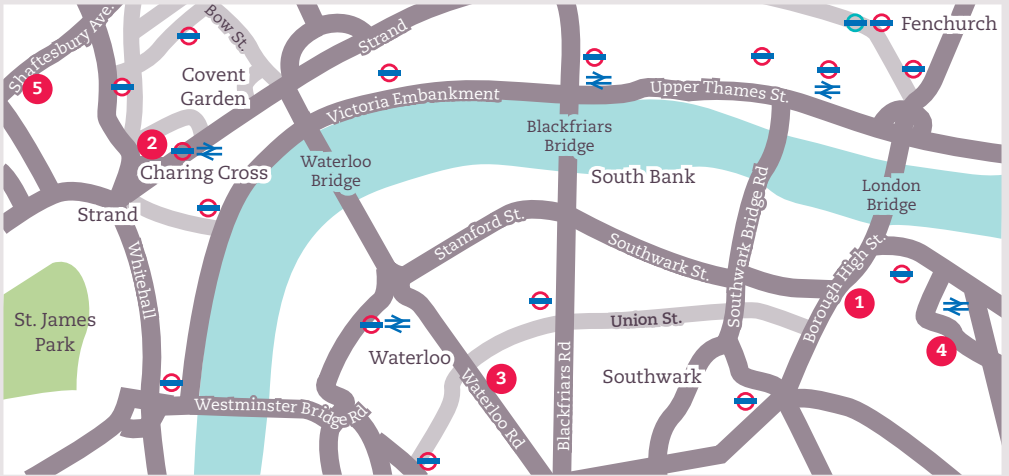 Shaftesbury Ave.
Bow St.
Strand
Fenchurch
5
Covent
Garden
Victoria Embankment
Upper Thames St.
2
Charing Cross
Waterloo
Bridge
Blackfriars
Bridge
South Bank
London
Bridge
Strand
Whitehall
Stamford St.
Southwark St.
Southwark Bridge Rd
Borough High St.
1
St. James
Park
Waterloo
Union St.
4
3
Southwark
Waterloo Rd
Blackfriars Rd
Westminster Bridge Rd